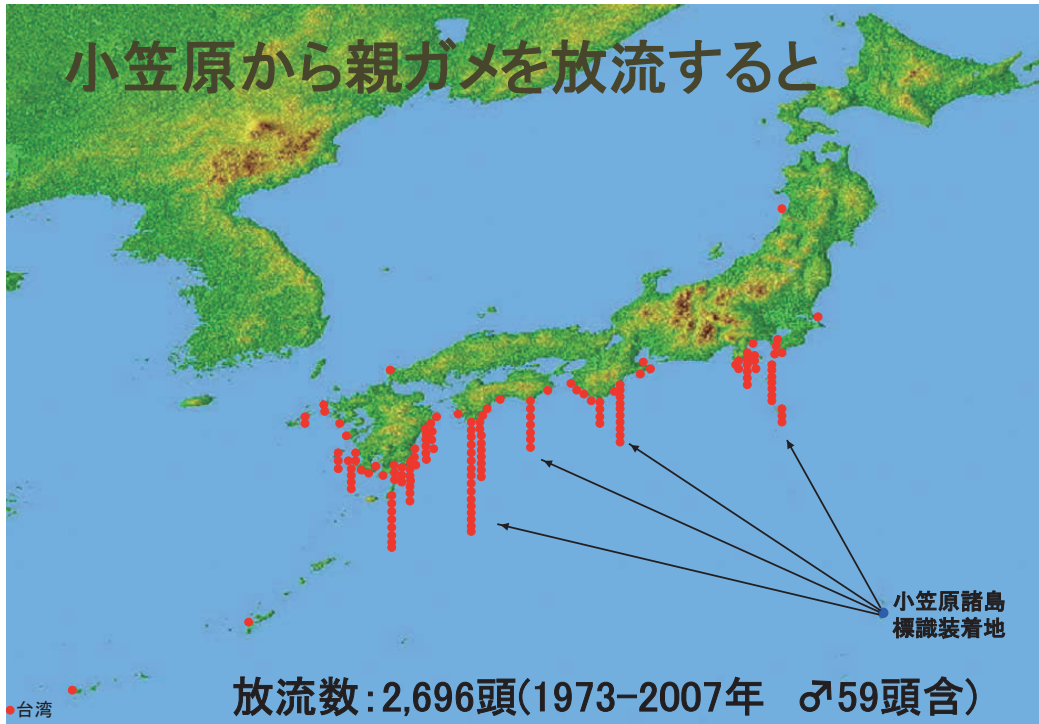 小笠原から親ガメを放流すると
小笠原諸島
標識装着地
放流数:2,696頭(1973-2007年　♂59頭含)
台湾